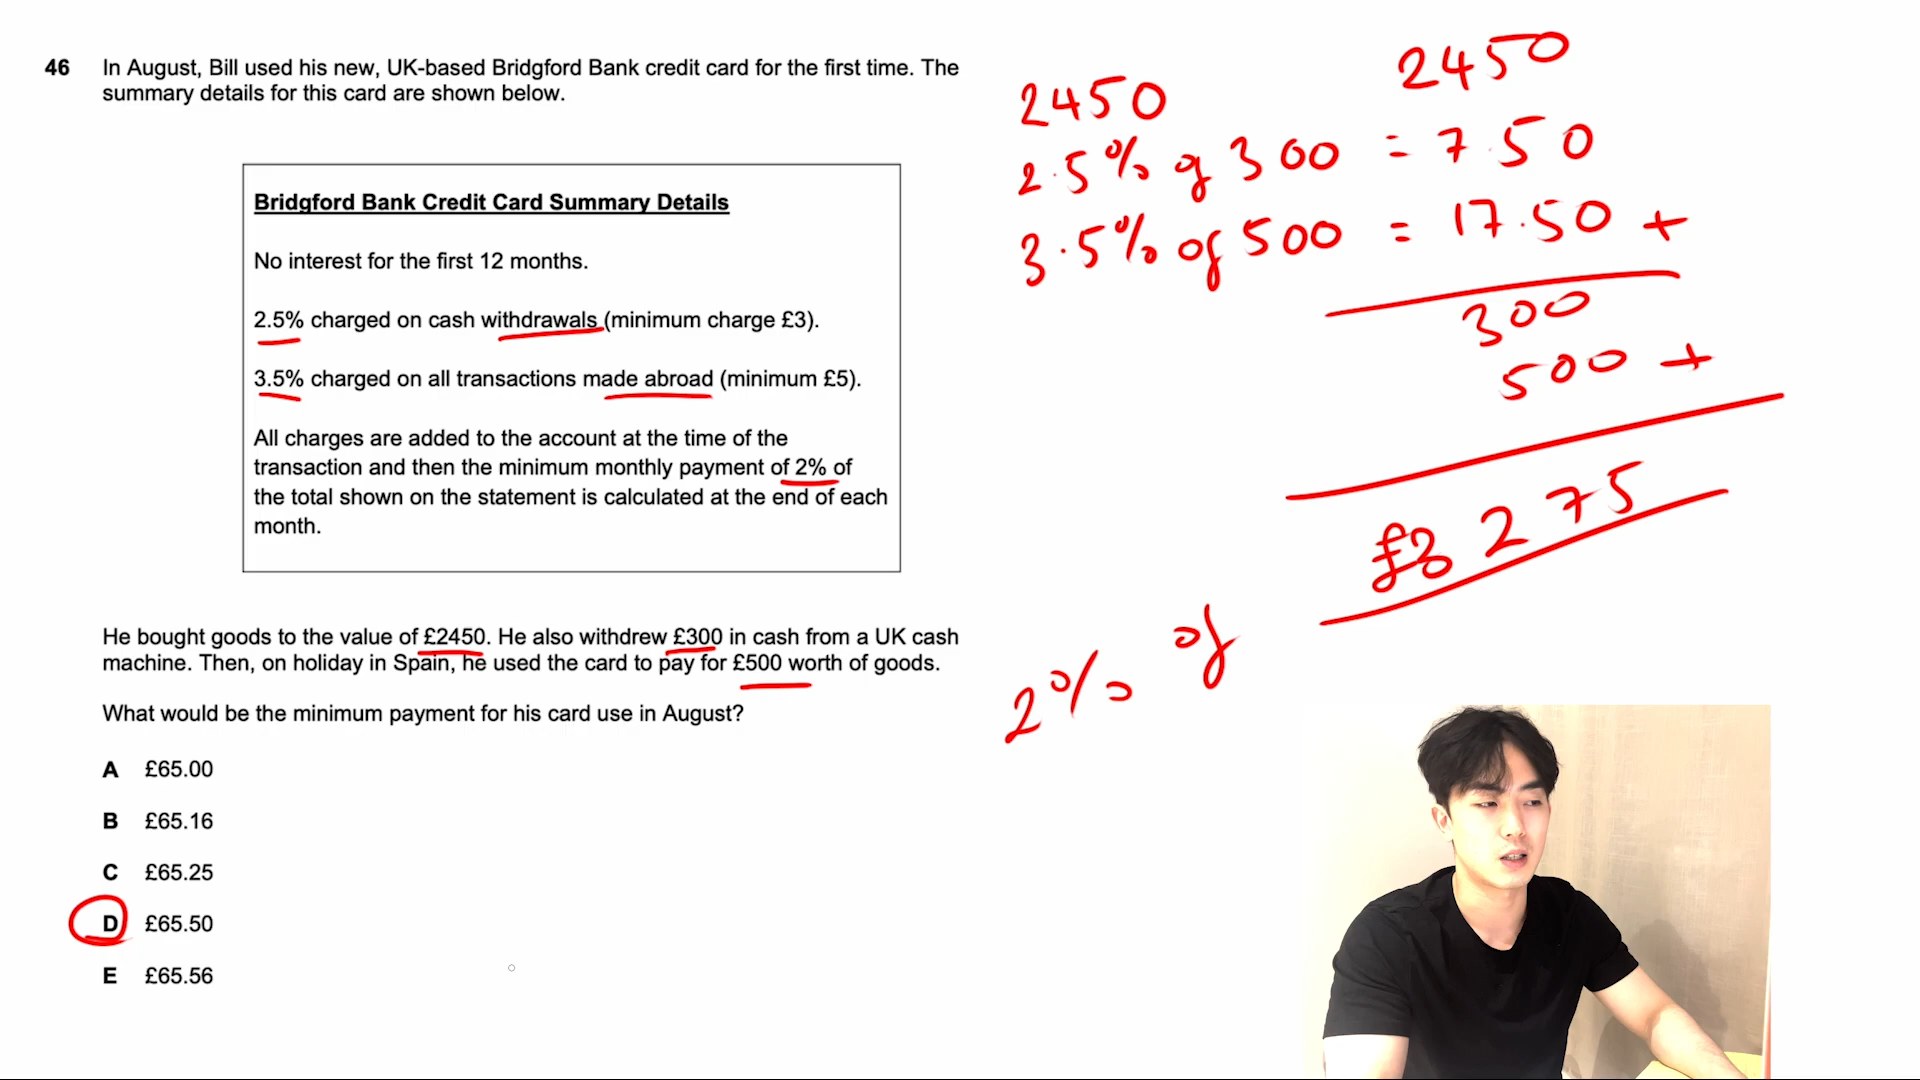 46 In August, Bill used his new, UK-based Bridgford Bank credit card for the first time. The
summary details for this card are shown below.
Bridgford Bank Credit Card Summary Details
No interest for the first 12 months.
2.5% charged on cash withdrawals (minimum charge £3).
3.5% charged on all transactions made abroad (minimum £5).
All charges are added to the account at the time of the
transaction and then the minimum monthly payment of 2% of
the total shown on the statement is calculated at the end of each
month.
He bought goods to the value of £2450. He also withdrew £300 in cash from a UK cash
machine. Then, on holiday in Spain, he used the card to pay for £500 worth of goods.
What would be the minimum payment for his card use in August?
A £65.00
B £65.16
C £65.25
D £65.50
E £65.56
2450
2450
2.5% of 300 = 7.50
3.5% of 500 = 17.50 +
300
500 +
£3275
2% of